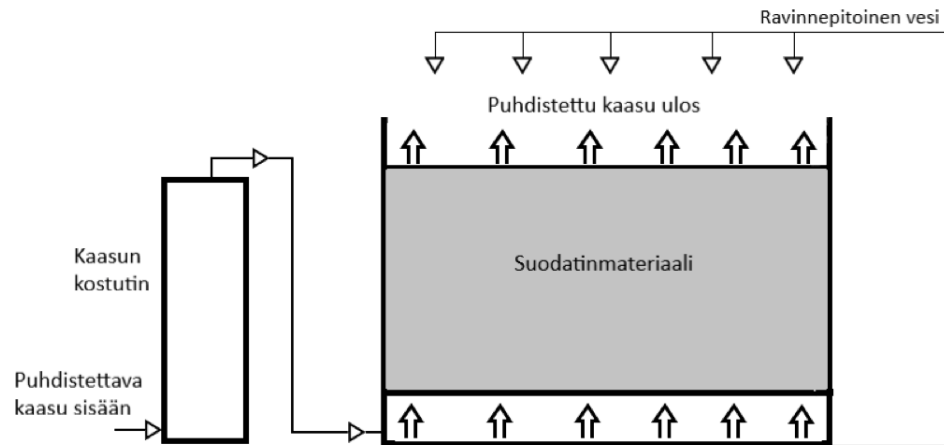 Ravinnepitoinen vesi
Puhdistettu kaasu ulos
Kaasun
kostutin
Suodatinmateriaali
Puhdistettava
kaasu sisään